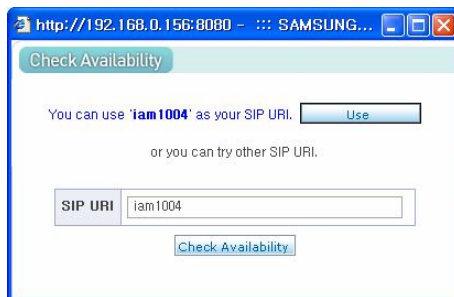 http://192.168.0.156:8080 - ::: SAMSUNG...
Check Availability
You can use 'iam1004' as your SIP URI. Use
or you can try other SIP URI.
SIP URI iam1004
Check Availability